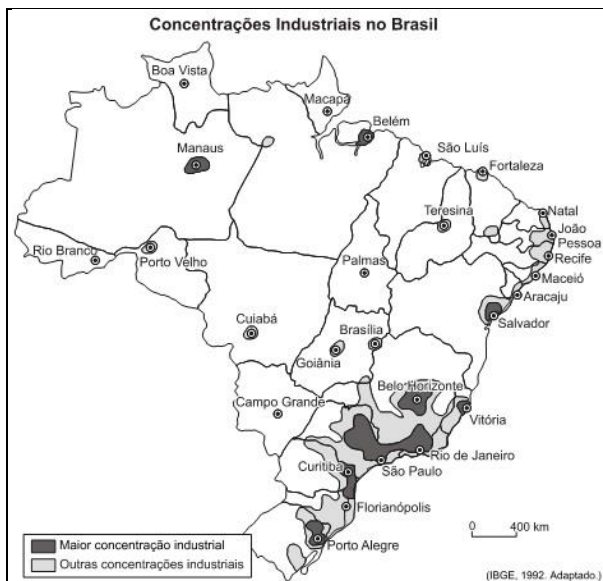 Concentrações Industriais no Brasil
Boa Vista
Macapá
Belém
São Luís
Fortaleza
Manaus
Teresina
Natal
João
Pessoa
Recife
Rio Branco
Porto Velho
Palmas
Maceió
Aracaju
Salvador
Cuiabá
Brasília
Goiânia
Belo Horizonte
Campo Grande
Vitória
Rio de Janeiro
São Paulo
Curitiba
Florianópolis
Porto Alegre
0 400 km
Maior concentração industrial
Outras concentrações industriais
(IBGE, 1992. Adaptado.)